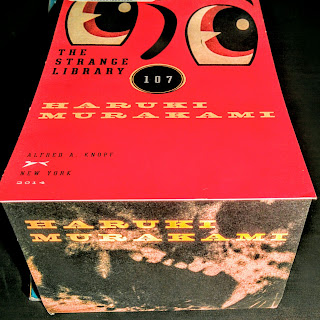 THE
STRANGE
LIBRARY
107
HARUKI
MURAKAMI
ALFRED A. KNOPF
NEW YORK
2014
HARUKI
MURAKAMI